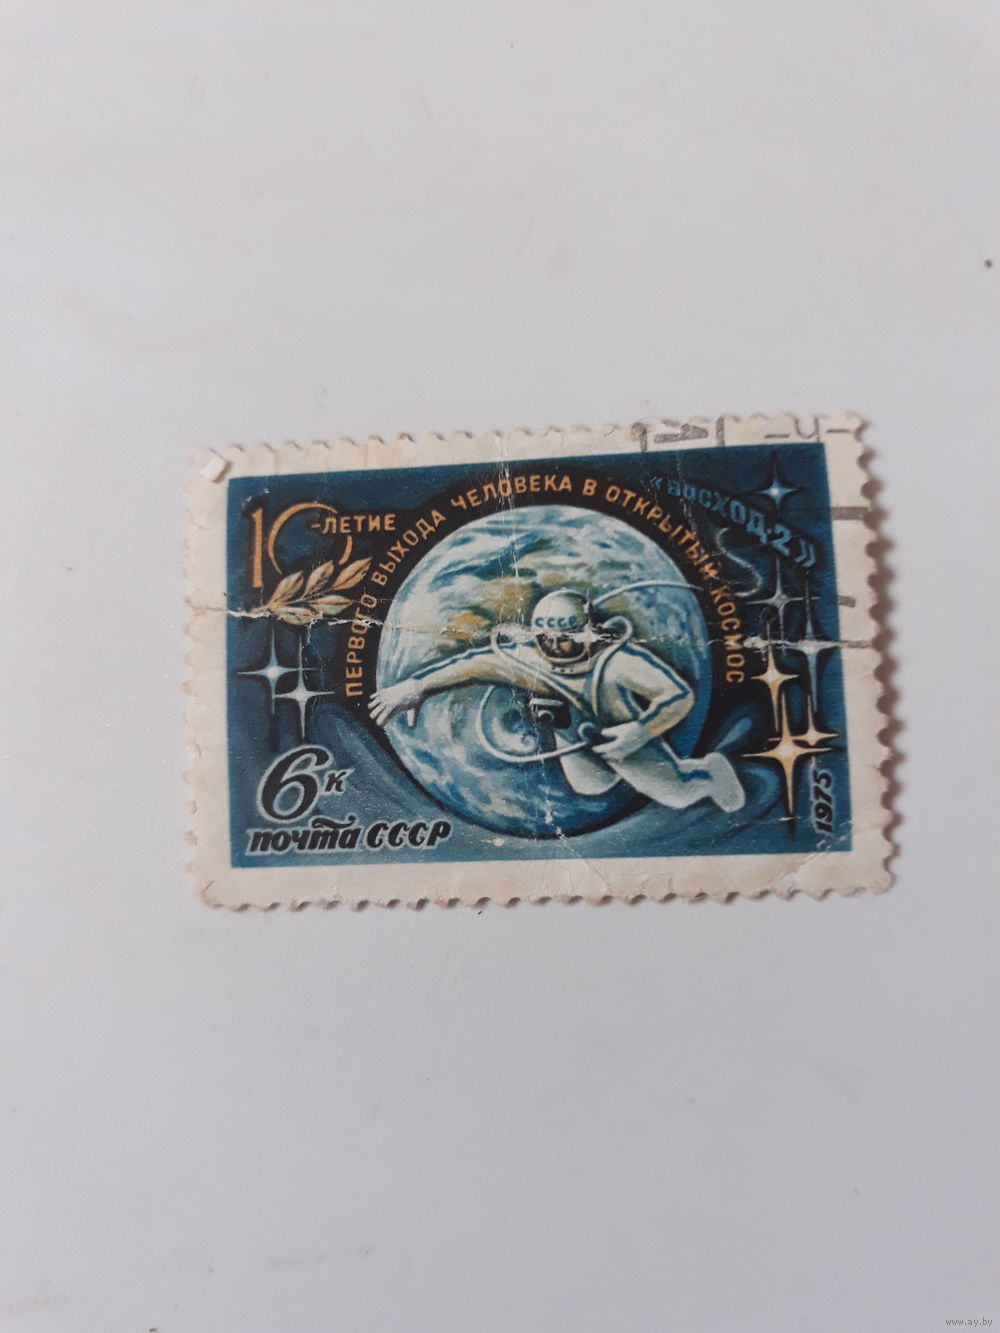 10-ЛЕТИЕ
ПЕРВОГО ВЫХОДА ЧЕЛОВЕКА В ОТКРЫТЫЙ КОСМОС
«ВОСХОД-2»
СССР
6к
почта СССР
1975
www.ay.by